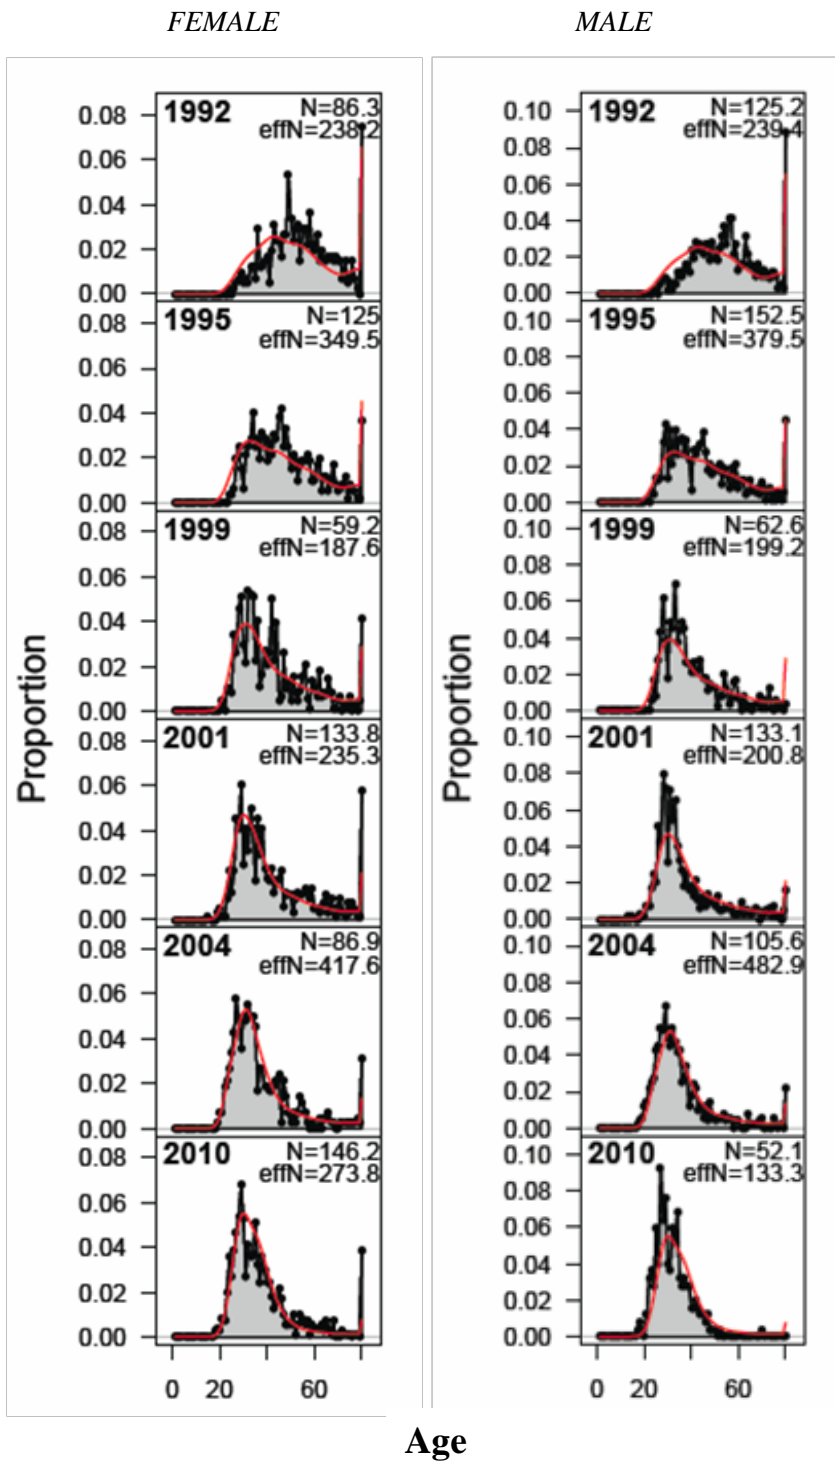 FEMALE
MALE
1992 N=86.3
effN=238.2
0.08
0.06
0.04
0.02
0.00
1995 N=125
effN=349.5
0.08
0.06
0.04
0.02
0.00
1999 N=59.2
effN=187.6
0.08
0.06
0.04
0.02
0.00
2001 N=133.8
effN=235.3
0.08
0.06
0.04
0.02
0.00
2004 N=86.9
effN=417.6
0.08
0.06
0.04
0.02
0.00
2010 N=146.2
effN=273.8
0.08
0.06
0.04
0.02
0.00
0 20 60
Proportion
1992 N=125.2
effN=239.4
0.10
0.08
0.06
0.04
0.02
0.00
1995 N=152.5
effN=379.5
0.10
0.08
0.06
0.04
0.02
0.00
1999 N=62.6
effN=199.2
0.10
0.08
0.06
0.04
0.02
0.00
2001 N=133.1
effN=200.8
0.10
0.08
0.06
0.04
0.02
0.00
2004 N=105.6
effN=482.9
0.10
0.08
0.06
0.04
0.02
0.00
2010 N=52.1
effN=133.3
0.10
0.08
0.06
0.04
0.02
0.00
0 20 60
Proportion
Age